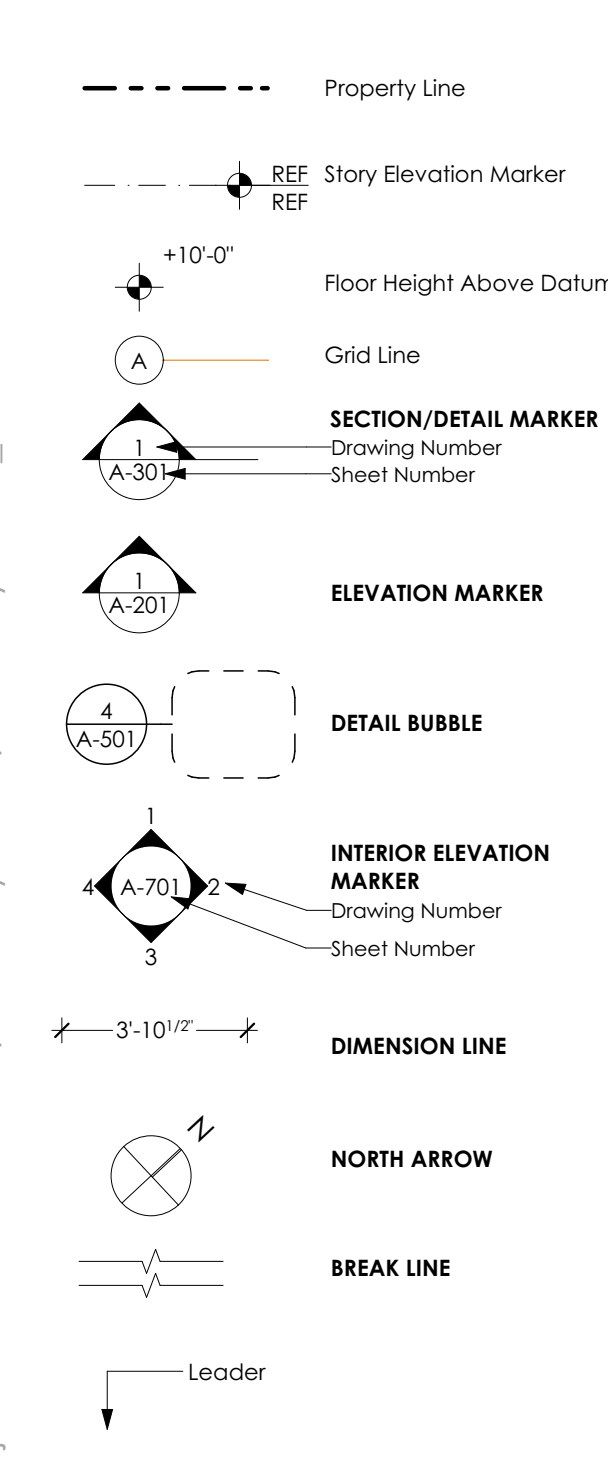 Property Line
REF Story Elevation Marker
REF
+10'-0"
Floor Height Above Datum
A Grid Line
SECTION/DETAIL MARKER
1 Drawing Number
A-301 Sheet Number
1
A-201
ELEVATION MARKER
4
A-501
DETAIL BUBBLE
1
INTERIOR ELEVATION
MARKER
4 A-701 2
Drawing Number
Sheet Number
3
3'-10 1/2"
DIMENSION LINE
N
NORTH ARROW
BREAK LINE
Leader